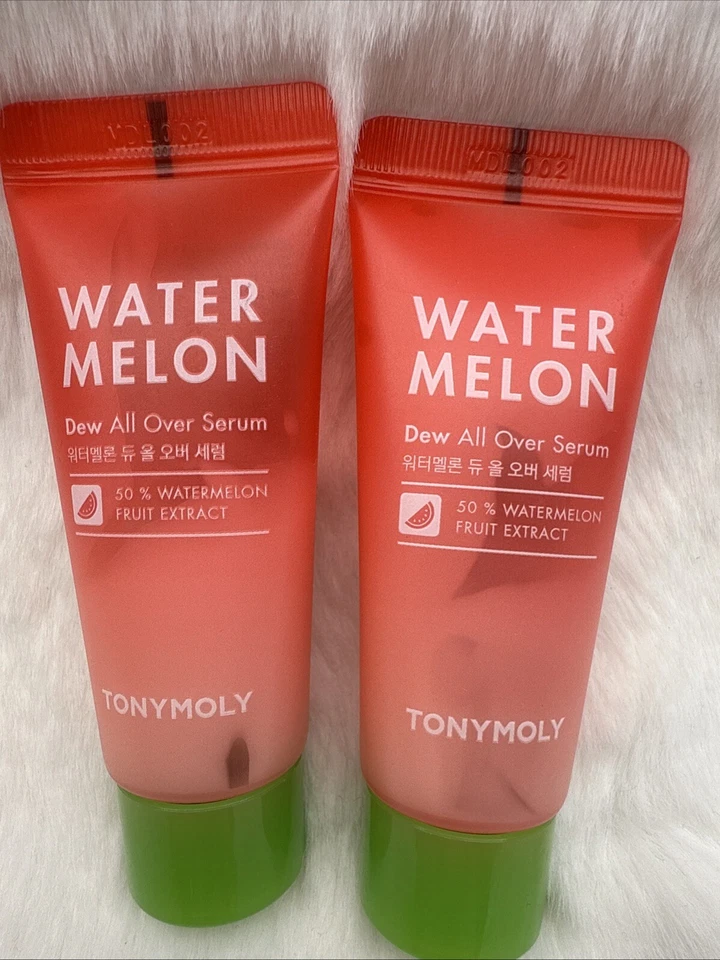 MDL002
WATER
MELON
Dew All Over Serum
워터멜론 듀 올 오버 세럼
50 % WATERMELON
FRUIT EXTRACT
TONYMOLY
MDL002
WATER
MELON
Dew All Over Serum
워터멜론 듀 올 오버 세럼
50 % WATERMELON
FRUIT EXTRACT
TONYMOLY